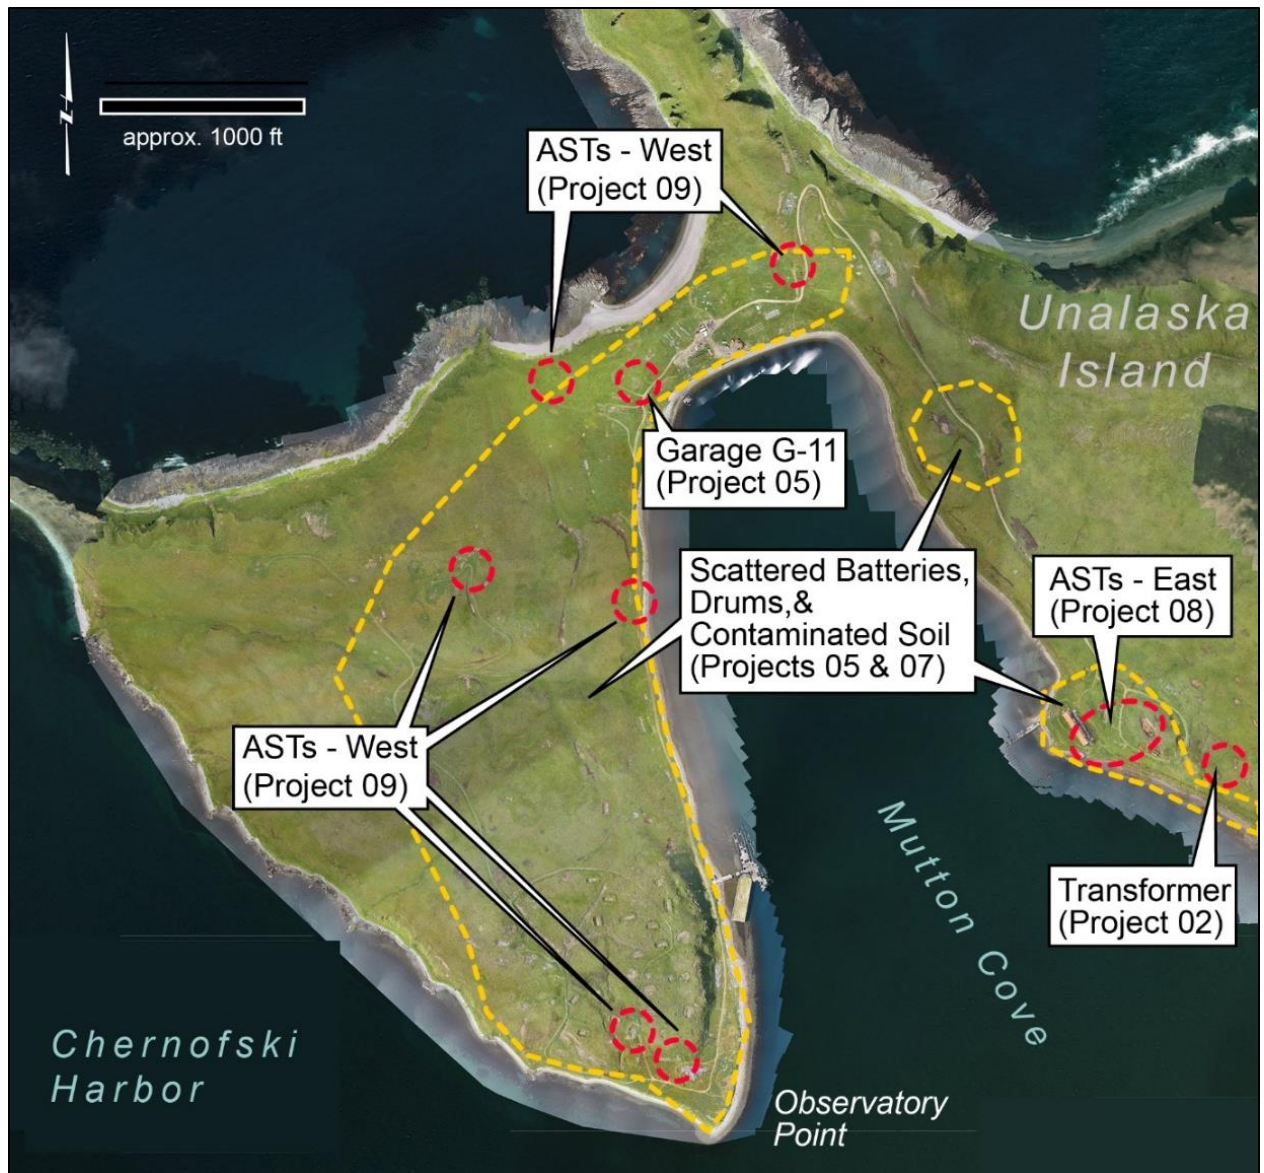 N
approx. 1000 ft
ASTs - West
(Project 09)
Unalaska
Island
Garage G-11
(Project 05)
Scattered Batteries,
Drums,&
Contaminated Soil
(Projects 05 & 07)
ASTs - East
(Project 08)
ASTs - West
(Project 09)
Transformer
(Project 02)
Mutton Cove
Chernofski
Harbor
Observatory
Point